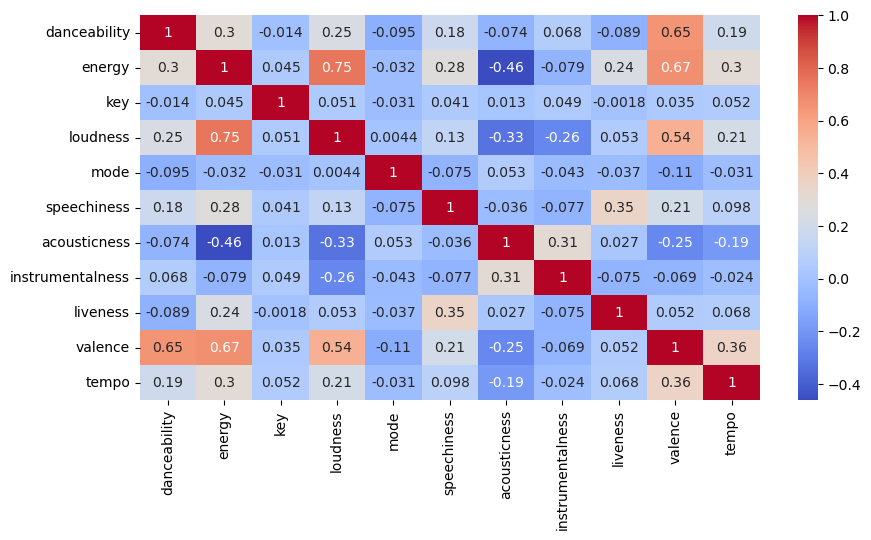 danceability 1 0.3 -0.014 0.25 -0.095 0.18 -0.074 0.068 -0.089 0.65 0.19
energy 0.3 1 0.045 0.75 -0.032 0.28 -0.46 -0.079 0.24 0.67 0.3
key -0.014 0.045 1 0.051 -0.031 0.041 0.013 0.049 -0.0018 0.035 0.052
loudness 0.25 0.75 0.051 1 0.0044 0.13 -0.33 -0.26 0.053 0.54 0.21
mode -0.095 -0.032 -0.031 0.0044 1 -0.075 0.053 -0.043 -0.037 -0.11 -0.031
speechiness 0.18 0.28 0.041 0.13 -0.075 1 -0.036 -0.077 0.35 0.21 0.098
acousticness -0.074 -0.46 0.013 -0.33 0.053 -0.036 1 0.31 0.027 -0.25 -0.19
instrumentalness 0.068 -0.079 0.049 -0.26 -0.043 -0.077 0.31 1 -0.075 -0.069 -0.024
liveness -0.089 0.24 -0.0018 0.053 -0.037 0.35 0.027 -0.075 1 0.052 0.068
valence 0.65 0.67 0.035 0.54 -0.11 0.21 -0.25 -0.069 0.052 1 0.36
tempo 0.19 0.3 0.052 0.21 -0.031 0.098 -0.19 -0.024 0.068 0.36 1
danceability
energy
key
loudness
mode
speechiness
acousticness
instrumentalness
liveness
valence
tempo
1.0
0.8
0.6
0.4
0.2
0.0
−0.2
−0.4